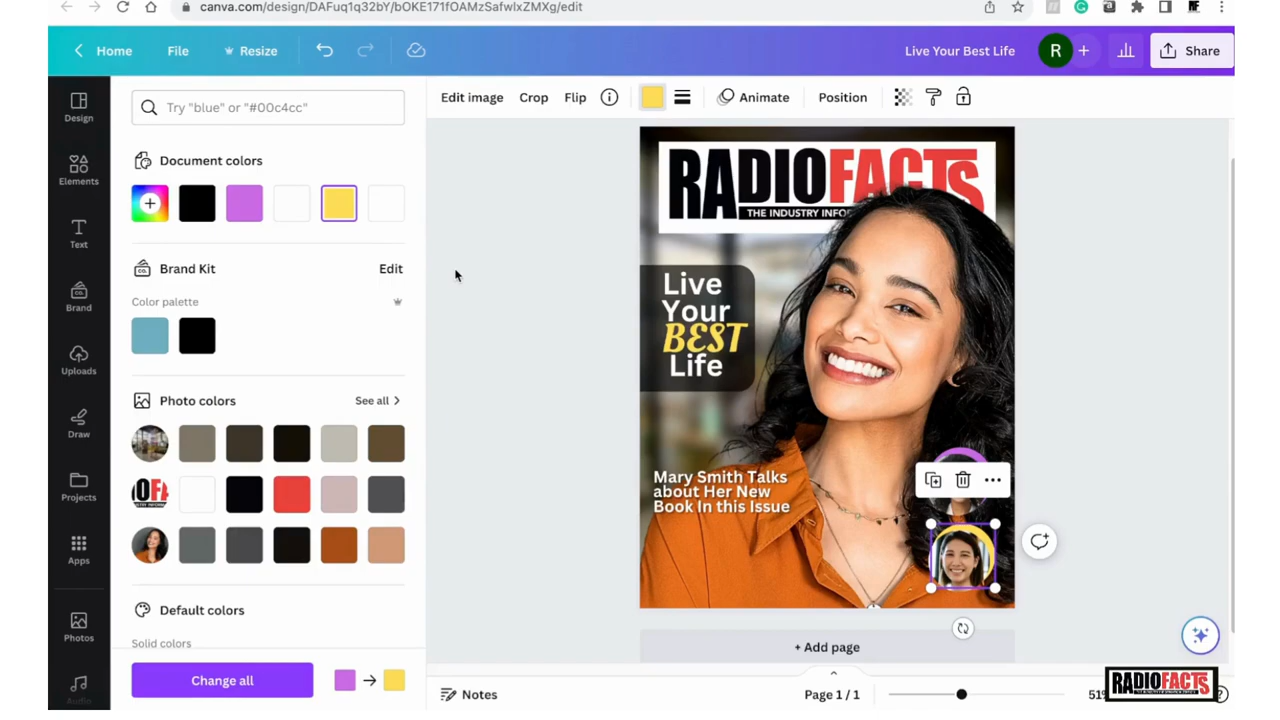 canva.com/design/DAFuq1q32bY/bOKE171fOAMzSafwIxZMXg/edit
Home
File
Resize
Live Your Best Life
R
Share
Design
Elements
Text
Brand
Uploads
Draw
Projects
Apps
Photos
Audio
Try "blue" or "#00c4cc"
Document colors
Brand Kit
Edit
Color palette
Photo colors
See all
Default colors
Solid colors
Change all
Edit image
Crop
Flip
Animate
Position
RADIOFACTS
THE INDUSTRY INFO
Live
Your
BEST
Life
Mary Smith Talks
about Her New
Book In this Issue
+ Add page
Notes
Page 1 / 1
51%
RADIOFACTS